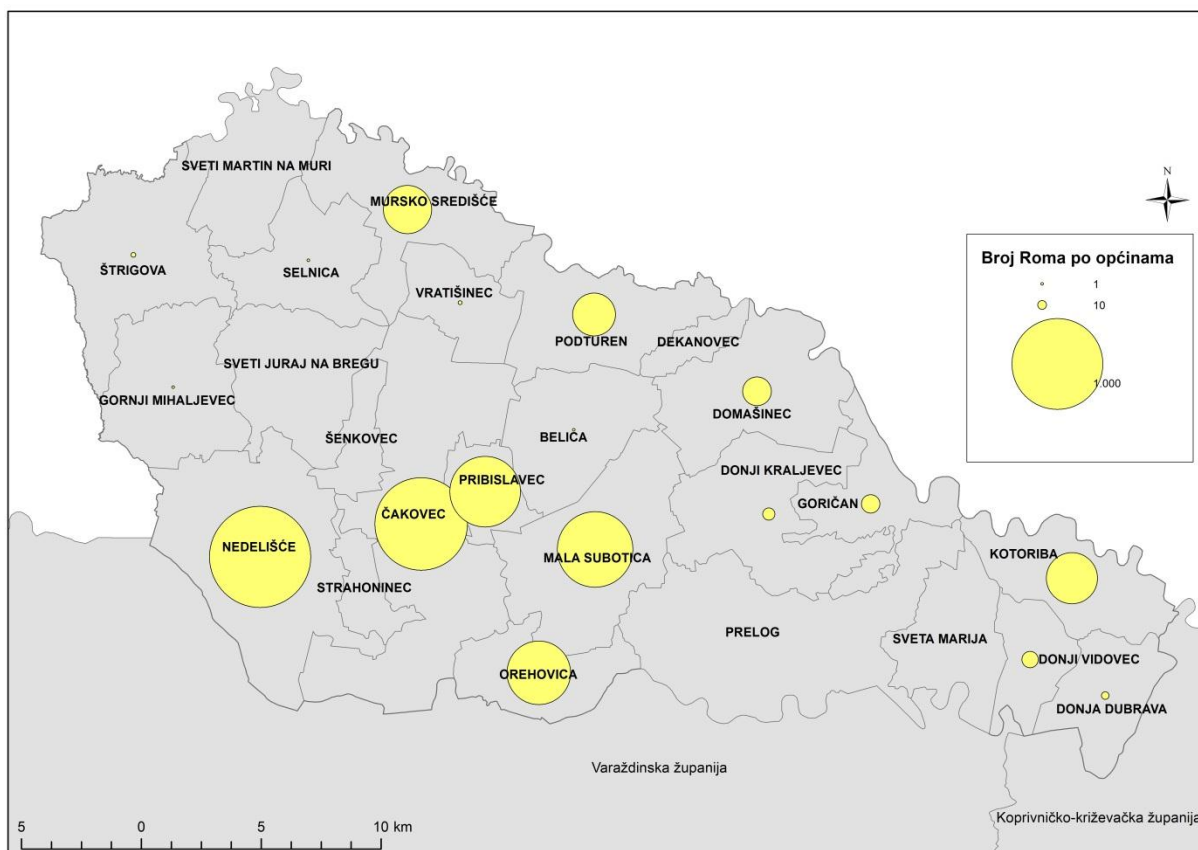 SVETI MARTIN NA MURI
N
MURSKO SREDIŠĆE
ŠTRIGOVA
SELNICA
VRATIŠINEC
Broj Roma po općinama
1
10
1.000
PODTUREN
DEKANOVEC
SVETI JURAJ NA BREGU
GORNJI MIHALJEVEC
DOMAŠINEC
ŠENKOVEC
BELICA
DONJI KRALJEVEC
PRIBISLAVEC
GORIČAN
ČAKOVEC
NEDELIŠĆE
MALA SUBOTICA
KOTORIBA
STRAHONINEC
PRELOG
SVETA MARIJA
DONJI VIDOVEC
OREHOVICA
DONJA DUBRAVA
Varaždinska županija
Koprivničko-križevačka županija
5 0 5 10 km